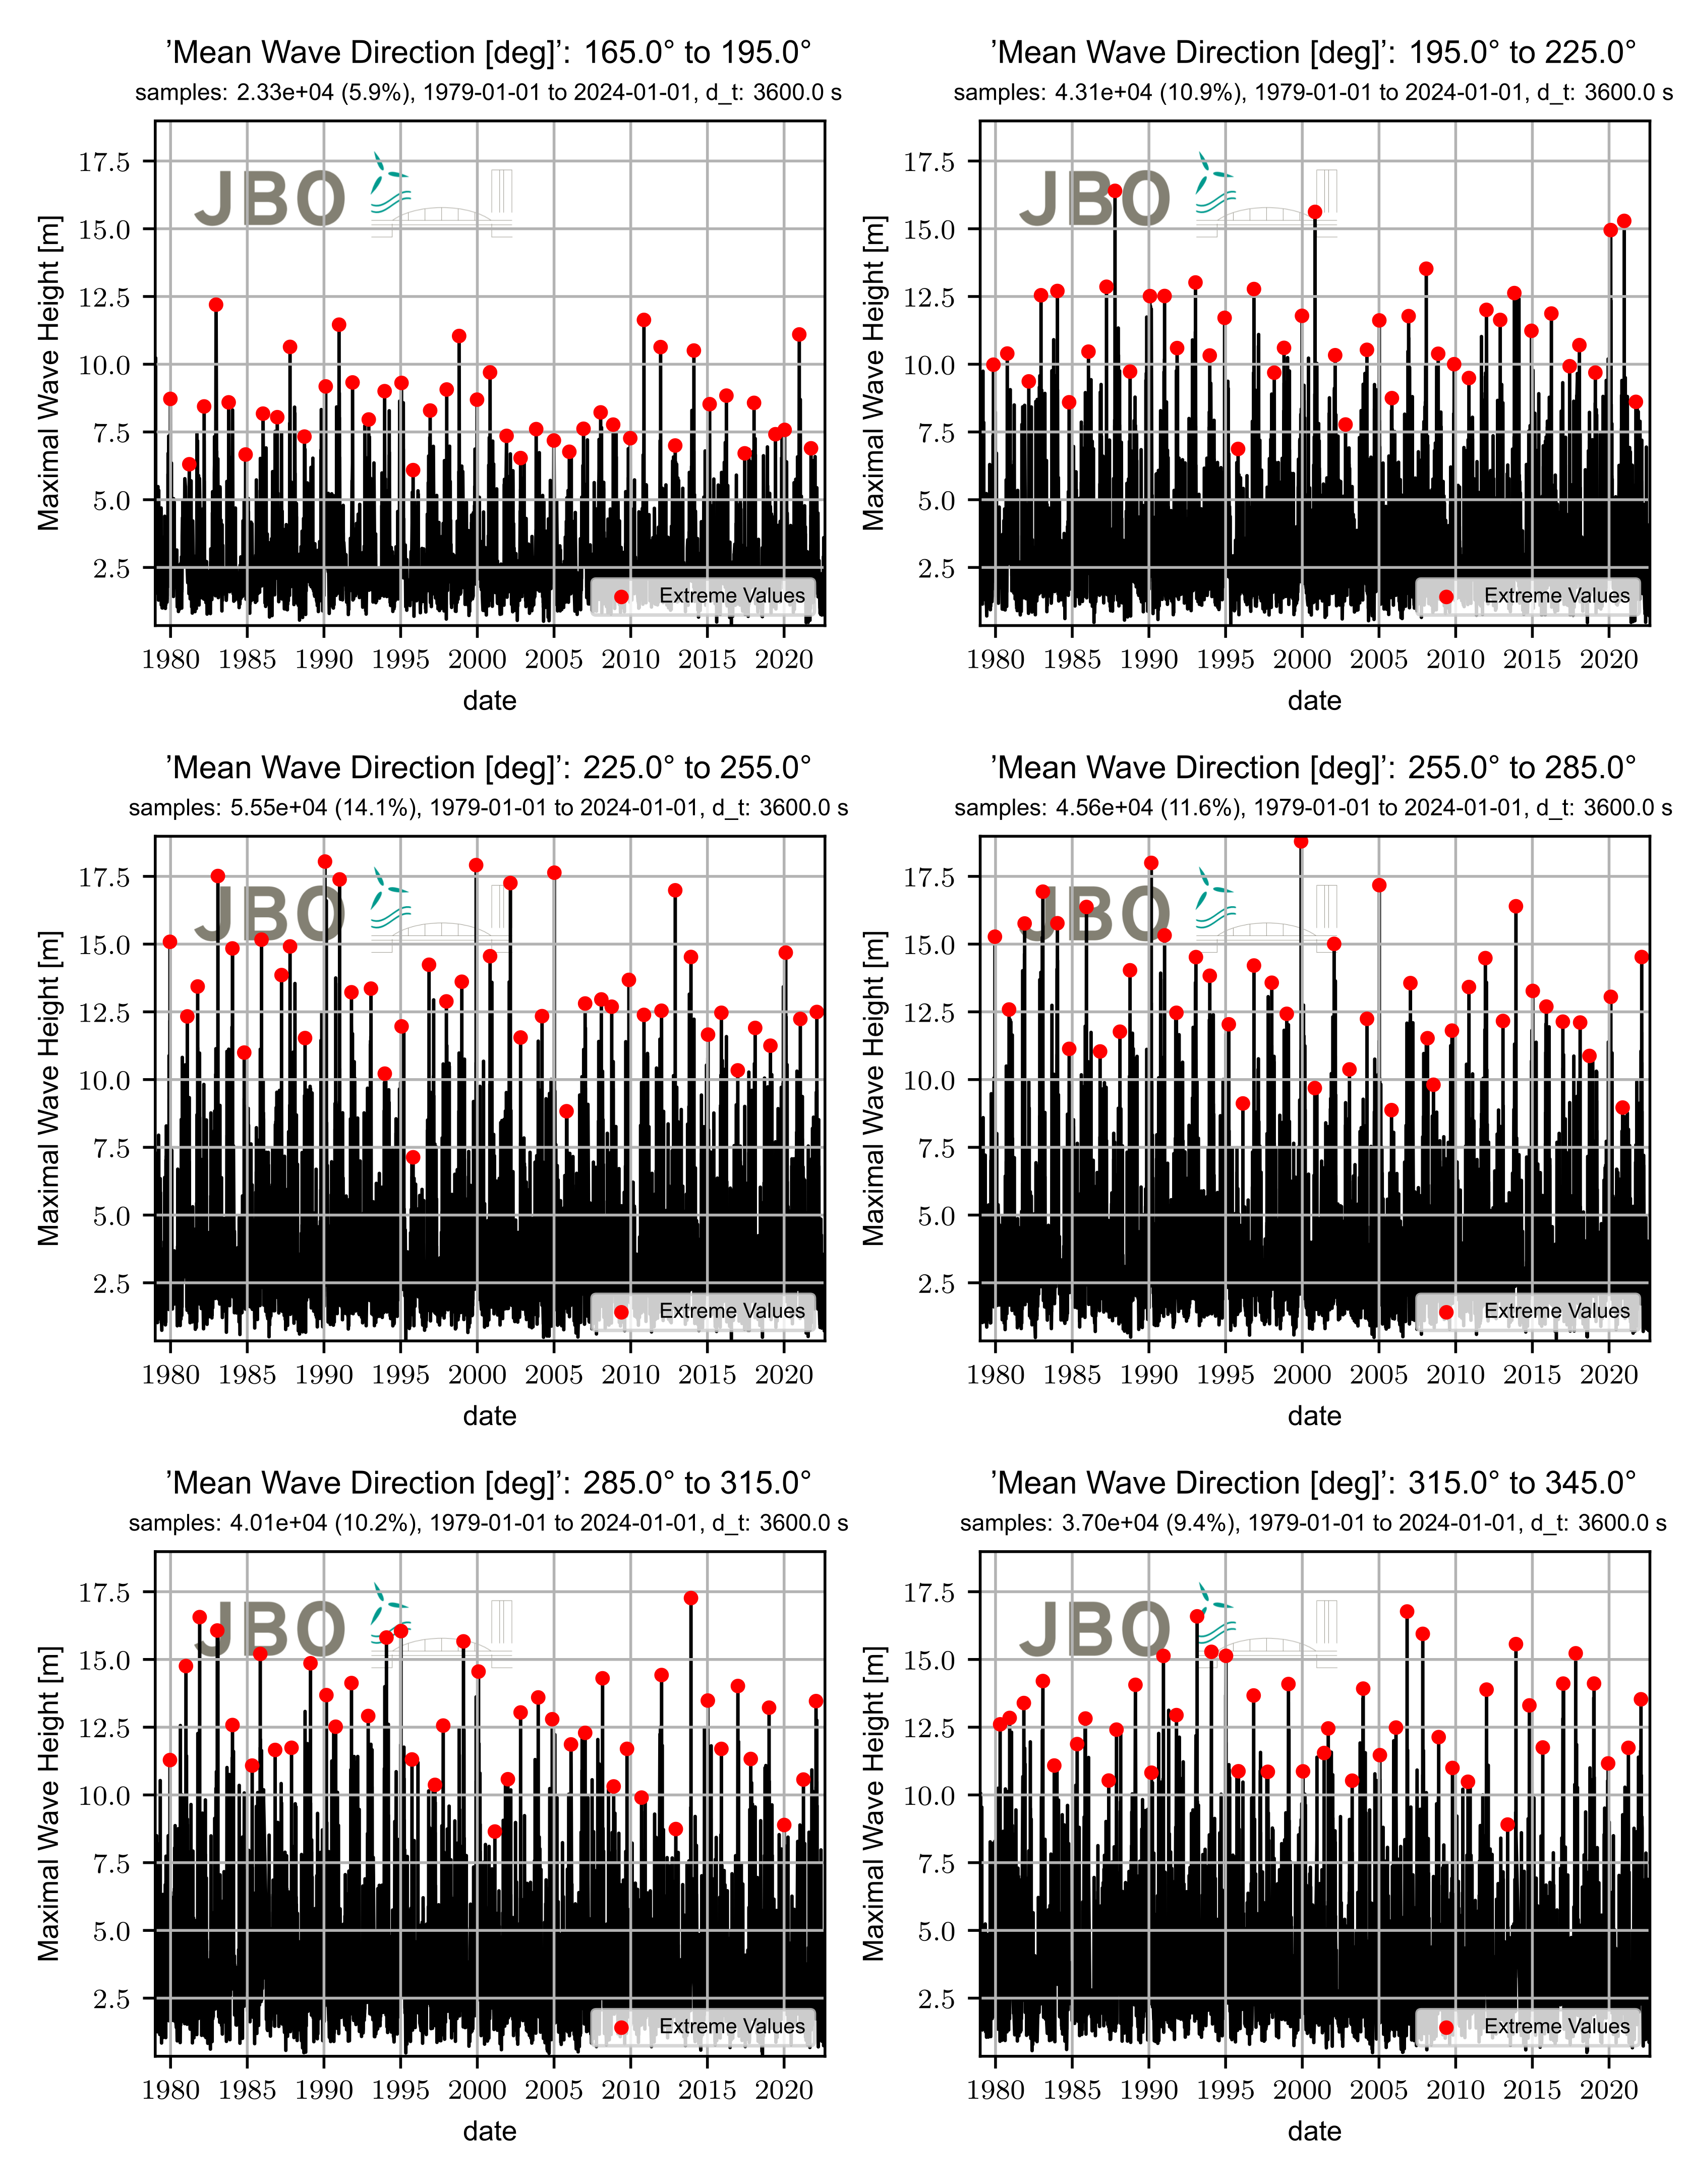 'Mean Wave Direction [deg]': 165.0° to 195.0°
samples: 2.33e+04 (5.9%), 1979-01-01 to 2024-01-01, d_t: 3600.0 s
Maximal Wave Height [m]
17.5
15.0
12.5
10.0
7.5
5.0
2.5
JBO
Extreme Values
1980 1985 1990 1995 2000 2005 2010 2015 2020
date
'Mean Wave Direction [deg]': 195.0° to 225.0°
samples: 4.31e+04 (10.9%), 1979-01-01 to 2024-01-01, d_t: 3600.0 s
Maximal Wave Height [m]
17.5
15.0
12.5
10.0
7.5
5.0
2.5
JBO
Extreme Values
1980 1985 1990 1995 2000 2005 2010 2015 2020
date
'Mean Wave Direction [deg]': 225.0° to 255.0°
samples: 5.55e+04 (14.1%), 1979-01-01 to 2024-01-01, d_t: 3600.0 s
Maximal Wave Height [m]
17.5
15.0
12.5
10.0
7.5
5.0
2.5
JBO
Extreme Values
1980 1985 1990 1995 2000 2005 2010 2015 2020
date
'Mean Wave Direction [deg]': 255.0° to 285.0°
samples: 4.56e+04 (11.6%), 1979-01-01 to 2024-01-01, d_t: 3600.0 s
Maximal Wave Height [m]
17.5
15.0
12.5
10.0
7.5
5.0
2.5
JBO
Extreme Values
1980 1985 1990 1995 2000 2005 2010 2015 2020
date
'Mean Wave Direction [deg]': 285.0° to 315.0°
samples: 4.01e+04 (10.2%), 1979-01-01 to 2024-01-01, d_t: 3600.0 s
Maximal Wave Height [m]
17.5
15.0
12.5
10.0
7.5
5.0
2.5
JBO
Extreme Values
1980 1985 1990 1995 2000 2005 2010 2015 2020
date
'Mean Wave Direction [deg]': 315.0° to 345.0°
samples: 3.70e+04 (9.4%), 1979-01-01 to 2024-01-01, d_t: 3600.0 s
Maximal Wave Height [m]
17.5
15.0
12.5
10.0
7.5
5.0
2.5
JBO
Extreme Values
1980 1985 1990 1995 2000 2005 2010 2015 2020
date